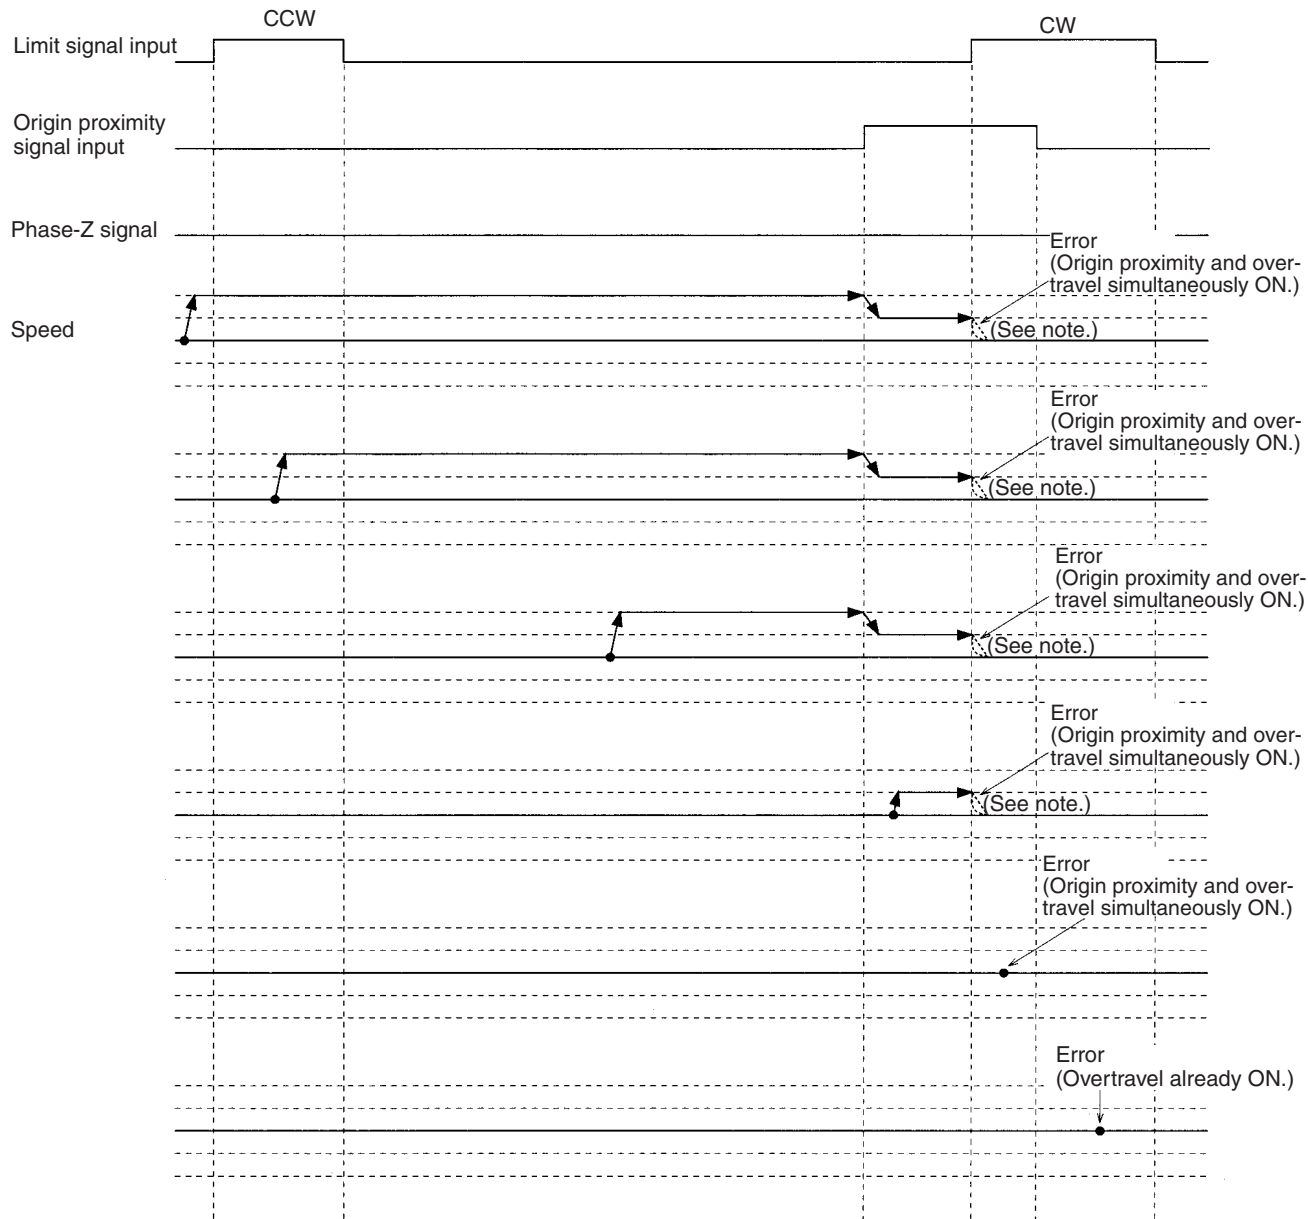 CCW
CW
Limit signal input
Origin proximity
signal input
Phase-Z signal
Error
(Origin proximity and over-
travel simultaneously ON.)
Speed
(See note.)
Error
(Origin proximity and over-
travel simultaneously ON.)
(See note.)
Error
(Origin proximity and over-
travel simultaneously ON.)
(See note.)
Error
(Origin proximity and over-
travel simultaneously ON.)
(See note.)
Error
(Origin proximity and over-
travel simultaneously ON.)
Error
(Overtravel already ON.)